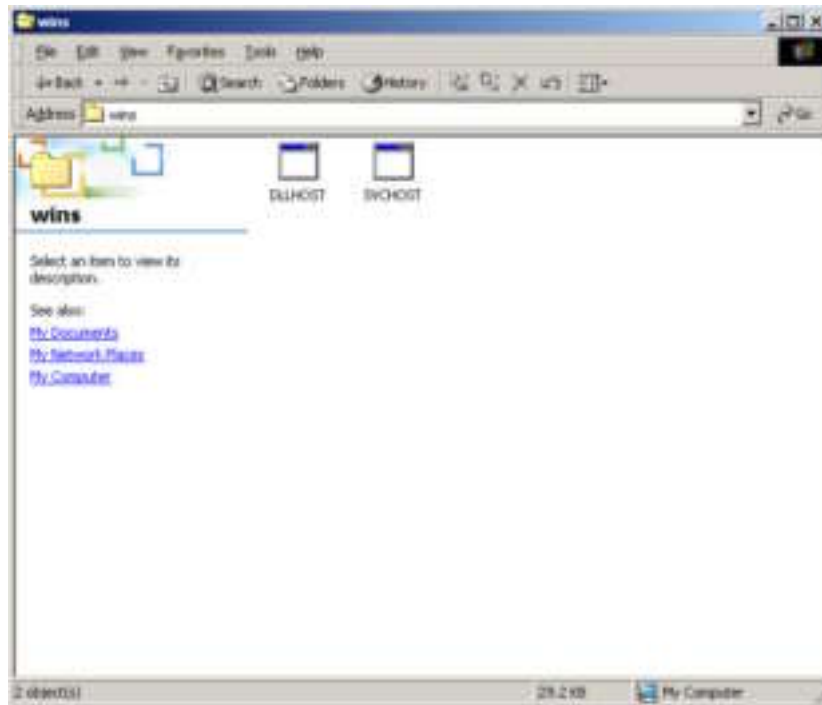 wins
File Edit View Favorites Tools Help
Back Search Folders History
Address wins Go
DLLHOST SVCHOST
wins
Select an item to view its
description.
See also:
My Documents
My Network Places
My Computer
2 object(s) 29.2 KB My Computer